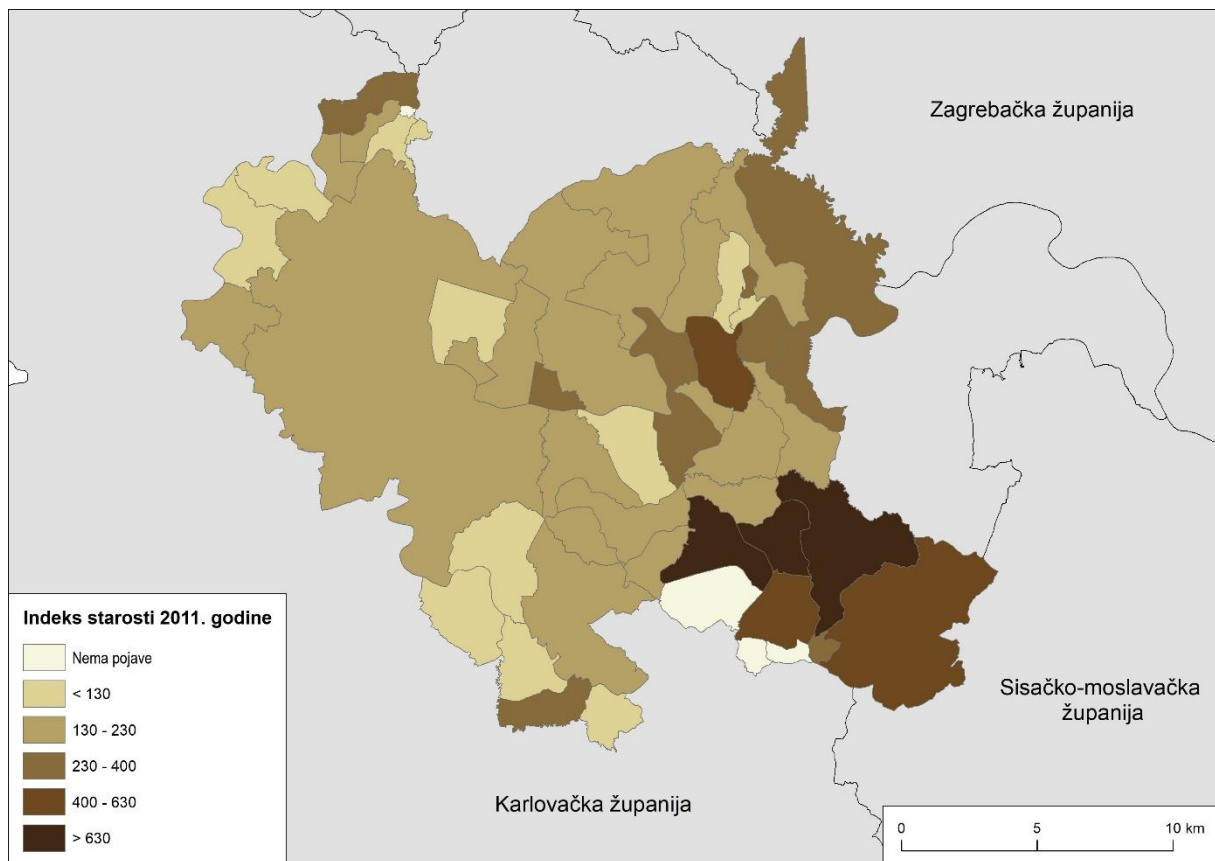 Zagrebačka županija
Sisačko-moslavačka
županija
Karlovačka županija
Indeks starosti 2011. godine
Nema pojave
< 130
130 - 230
230 - 400
400 - 630
> 630
0 5 10 km